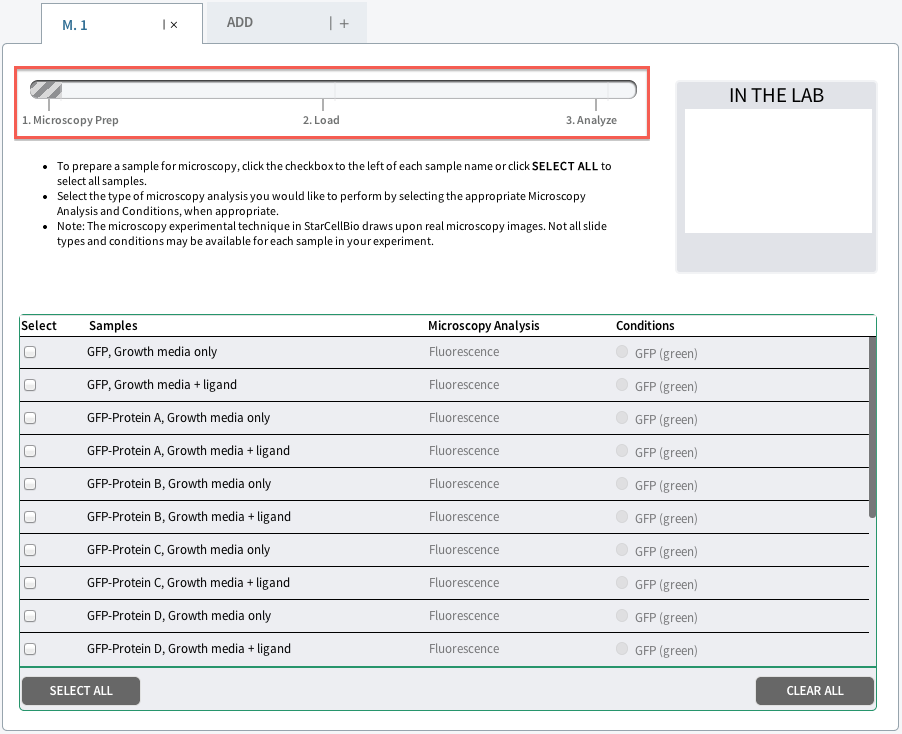 M. 1 | × ADD | +
IN THE LAB
1. Microscopy Prep 2. Load 3. Analyze
• To prepare a sample for microscopy, click the checkbox to the left of each sample name or click SELECT ALL to
select all samples.
• Select the type of microscopy analysis you would like to perform by selecting the appropriate Microscopy
Analysis and Conditions, when appropriate.
• Note: The microscopy experimental technique in StarCellBio draws upon real microscopy images. Not all slide
types and conditions may be available for each sample in your experiment.
Select Samples Microscopy Analysis Conditions
GFP, Growth media only Fluorescence GFP (green)
GFP, Growth media + ligand Fluorescence GFP (green)
GFP-Protein A, Growth media only Fluorescence GFP (green)
GFP-Protein A, Growth media + ligand Fluorescence GFP (green)
GFP-Protein B, Growth media only Fluorescence GFP (green)
GFP-Protein B, Growth media + ligand Fluorescence GFP (green)
GFP-Protein C, Growth media only Fluorescence GFP (green)
GFP-Protein C, Growth media + ligand Fluorescence GFP (green)
GFP-Protein D, Growth media only Fluorescence GFP (green)
GFP-Protein D, Growth media + ligand Fluorescence GFP (green)
SELECT ALL CLEAR ALL